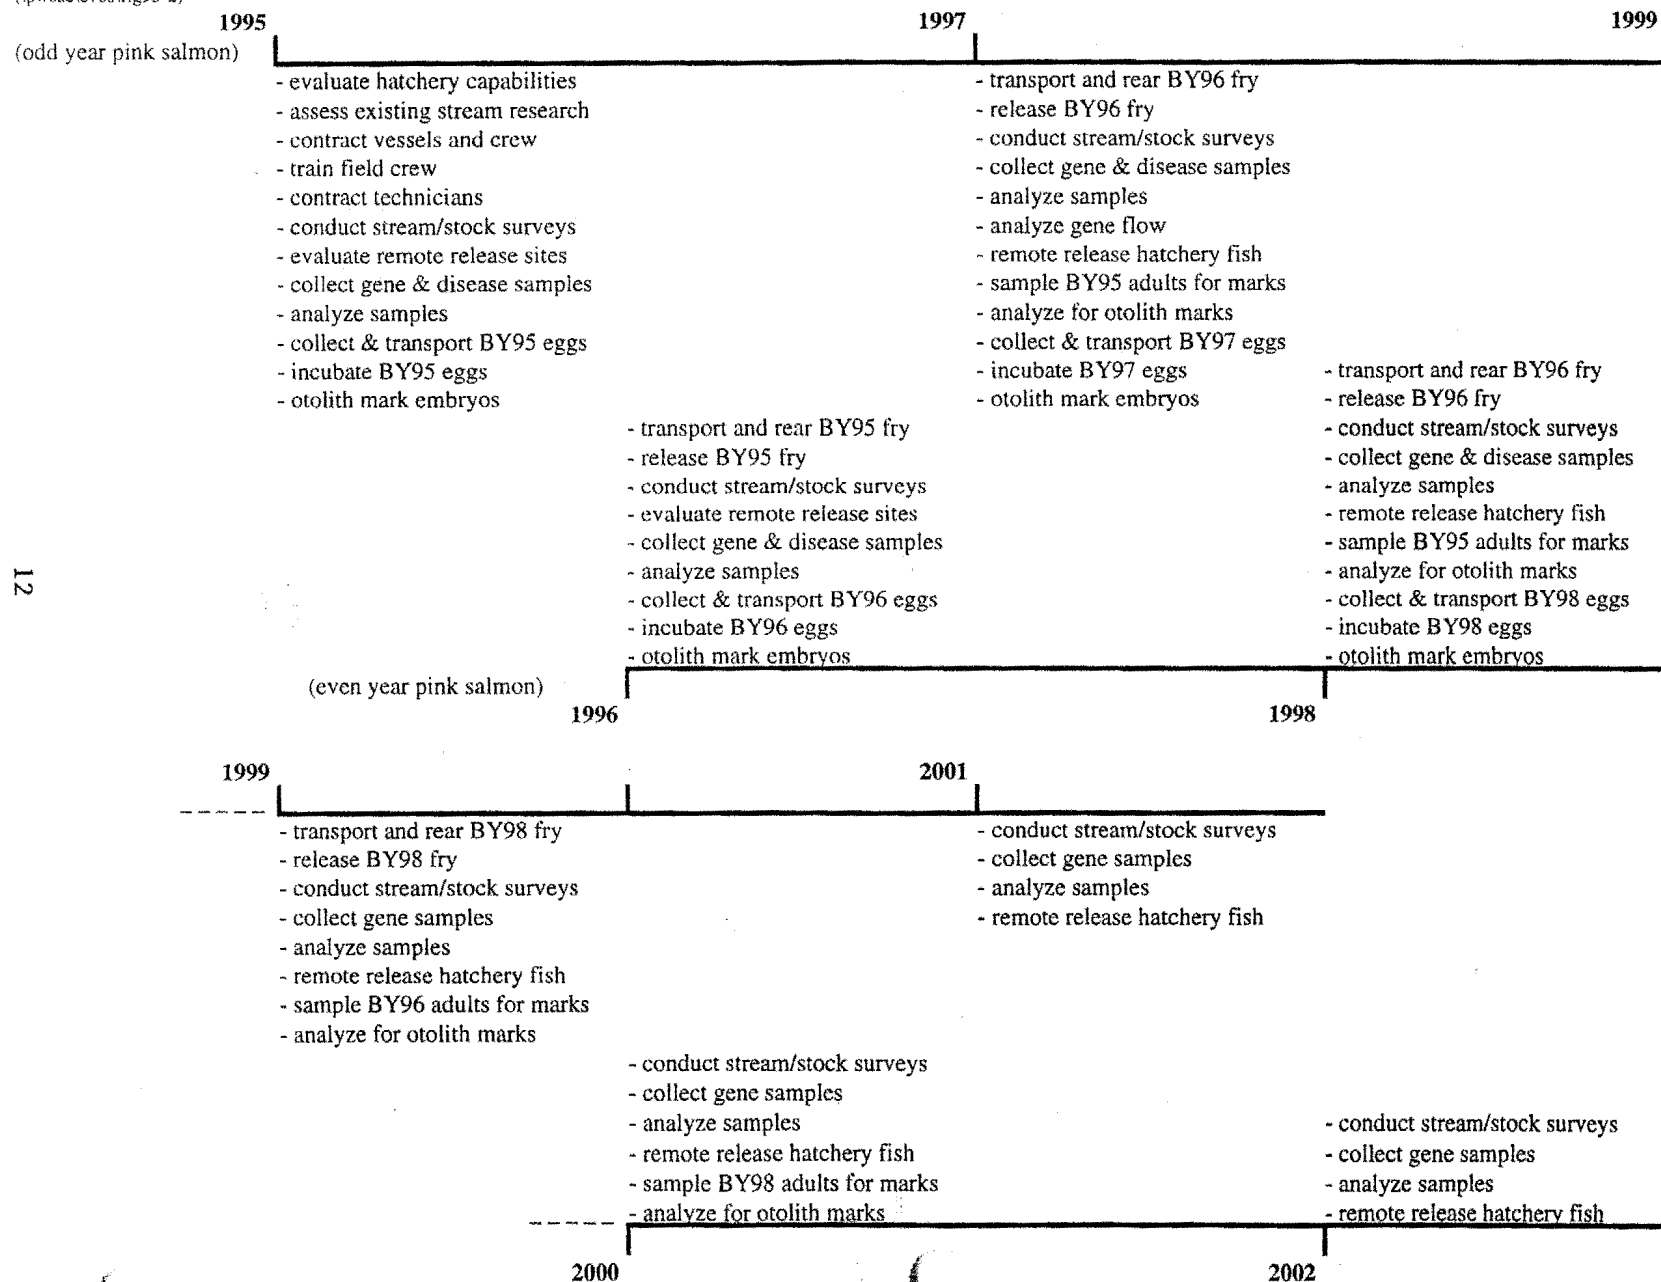 1995
1997
1999
(odd year pink salmon)
- evaluate hatchery capabilities
- assess existing stream research
- contract vessels and crew
- train field crew
- contract technicians
- conduct stream/stock surveys
- evaluate remote release sites
- collect gene & disease samples
- analyze samples
- collect & transport BY95 eggs
- incubate BY95 eggs
- otolith mark embryos
- transport and rear BY96 fry
- release BY96 fry
- conduct stream/stock surveys
- collect gene & disease samples
- analyze samples
- analyze gene flow
- remote release hatchery fish
- sample BY95 adults for marks
- analyze for otolith marks
- collect & transport BY97 eggs
- incubate BY97 eggs
- otolith mark embryos
- transport and rear BY95 fry
- release BY95 fry
- conduct stream/stock surveys
- evaluate remote release sites
- collect gene & disease samples
- analyze samples
- collect & transport BY96 eggs
- incubate BY96 eggs
- otolith mark embryos
- transport and rear BY96 fry
- release BY96 fry
- conduct stream/stock surveys
- collect gene & disease samples
- analyze samples
- remote release hatchery fish
- sample BY95 adults for marks
- analyze for otolith marks
- collect & transport BY98 eggs
- incubate BY98 eggs
- otolith mark embryos
12
(even year pink salmon)
1996
1998
1999
2001
- transport and rear BY98 fry
- release BY98 fry
- conduct stream/stock surveys
- collect gene samples
- analyze samples
- remote release hatchery fish
- sample BY96 adults for marks
- analyze for otolith marks
- conduct stream/stock surveys
- collect gene samples
- analyze samples
- remote release hatchery fish
- conduct stream/stock surveys
- collect gene samples
- analyze samples
- remote release hatchery fish
- sample BY98 adults for marks
- analyze for otolith marks
- conduct stream/stock surveys
- collect gene samples
- analyze samples
- remote release hatchery fish
2000
2002